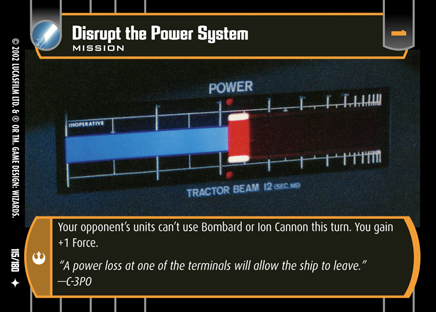 Disrupt the Power System
MISSION
1
POWER
INOPERATIVE
TRACTOR BEAM 12 (SEC. N6)
Your opponent's units can't use Bombard or Ion Cannon this turn. You gain
+1 Force.
"A power loss at one of the terminals will allow the ship to leave."
—C-3PO
© 2002 LUCASFILM LTD. & ® OR TM. GAME DESIGN: WIZARDS.
115/180